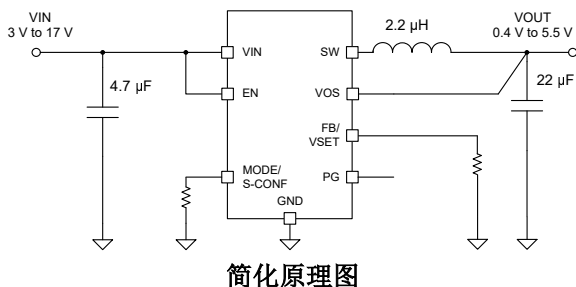 VIN
3 V to 17 V
4.7 µF
VIN
EN
MODE/
S-CONF
GND
SW
VOS
FB/
VSET
PG
2.2 µH
VOUT
0.4 V to 5.5 V
22 µF
简化原理图